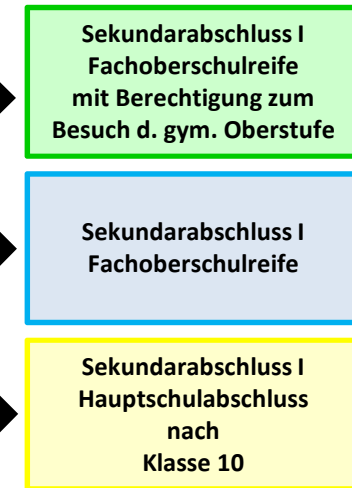 Sekundarabschluss I
Fachoberschulreife
mit Berechtigung zum
Besuch d. gym. Oberstufe
Sekundarabschluss I
Fachoberschulreife
Sekundarabschluss I
Hauptschulabschluss
nach
Klasse 10